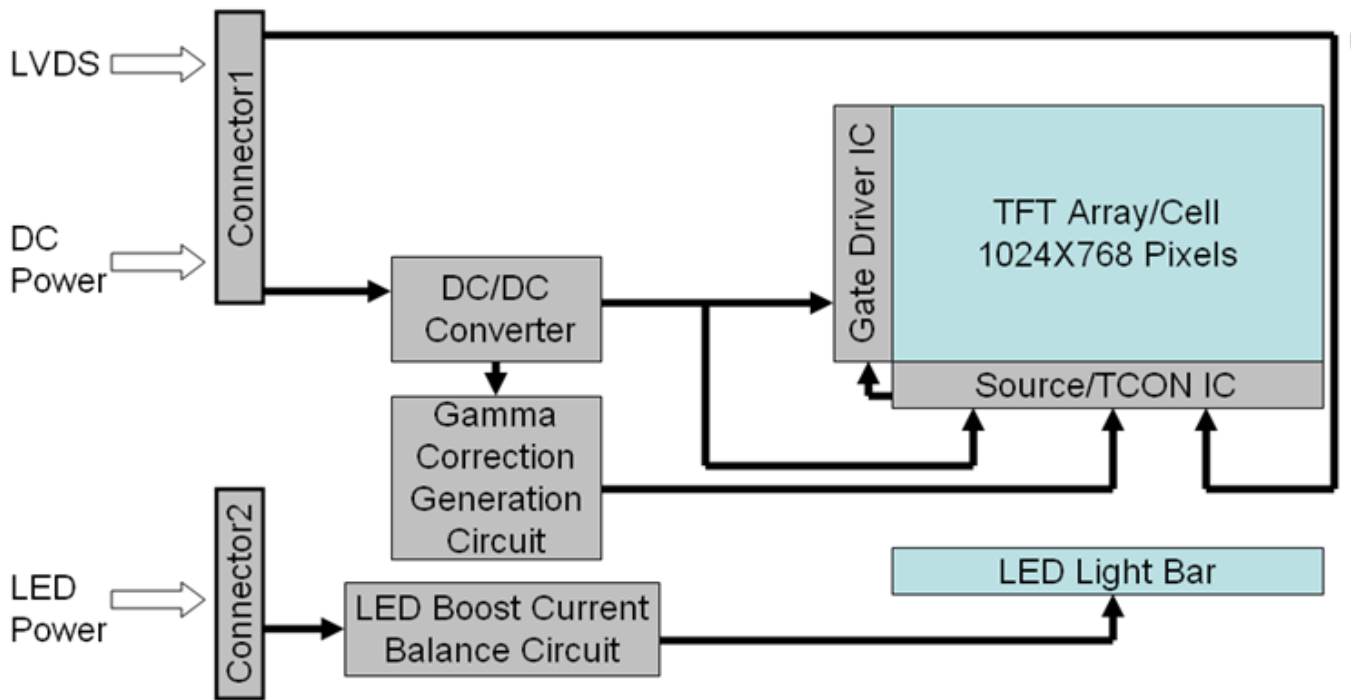 LVDS
Connector1
DC
Power
DC/DC
Converter
Gate Driver IC
TFT Array/Cell
1024X768 Pixels
Source/TCON IC
Gamma
Correction
Generation
Circuit
LED
Power
Connector2
LED Boost Current
Balance Circuit
LED Light Bar